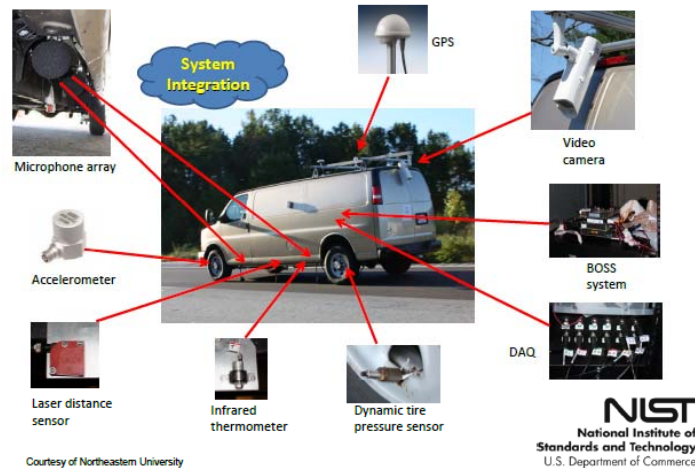 System
Integration
GPS
Microphone array
Video
camera
Accelerometer
BOSS
system
DAQ
Laser distance
sensor
Infrared
thermometer
Dynamic tire
pressure sensor
NIST
National Institute of
Standards and Technology
U.S. Department of Commerce
Courtesy of Northeastern University